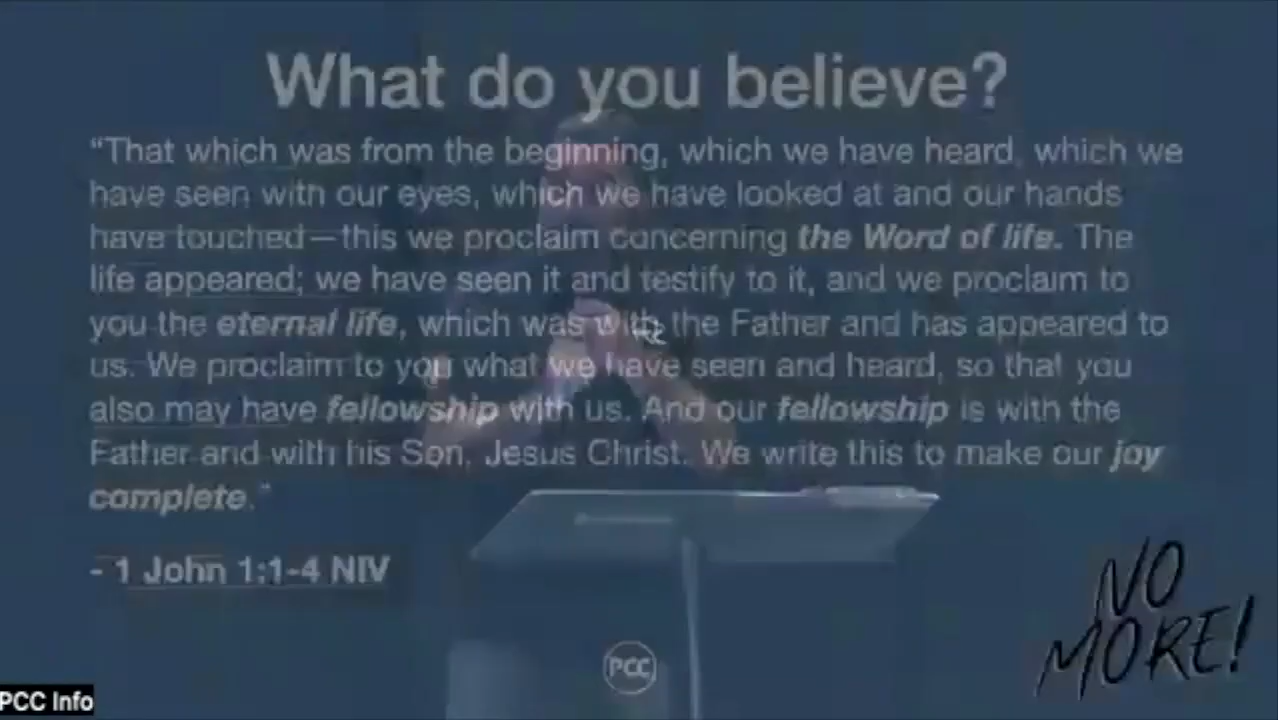 What do you believe?
“That which was from the beginning, which we have heard, which we
have seen with our eyes, which we have looked at and our hands
have touched—this we proclaim concerning the Word of life. The
life appeared; we have seen it and testify to it, and we proclaim to
you the eternal life, which was with the Father and has appeared to
us. We proclaim to you what we have seen and heard, so that you
also may have fellowship with us. And our fellowship is with the
Father and with his Son, Jesus Christ. We write this to make our joy
complete.”
- 1 John 1:1-4 NIV
NO
MORE!
PCC
PCC Info